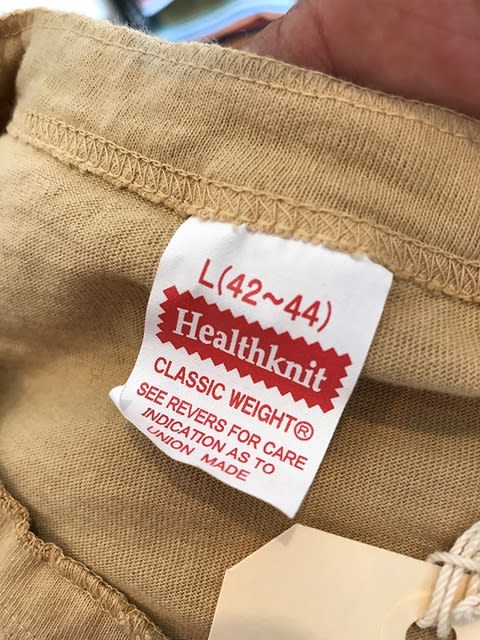 L(42~44)
Healthknit
CLASSIC WEIGHT®
SEE REVERS FOR CARE
INDICATION AS TO
UNION MADE